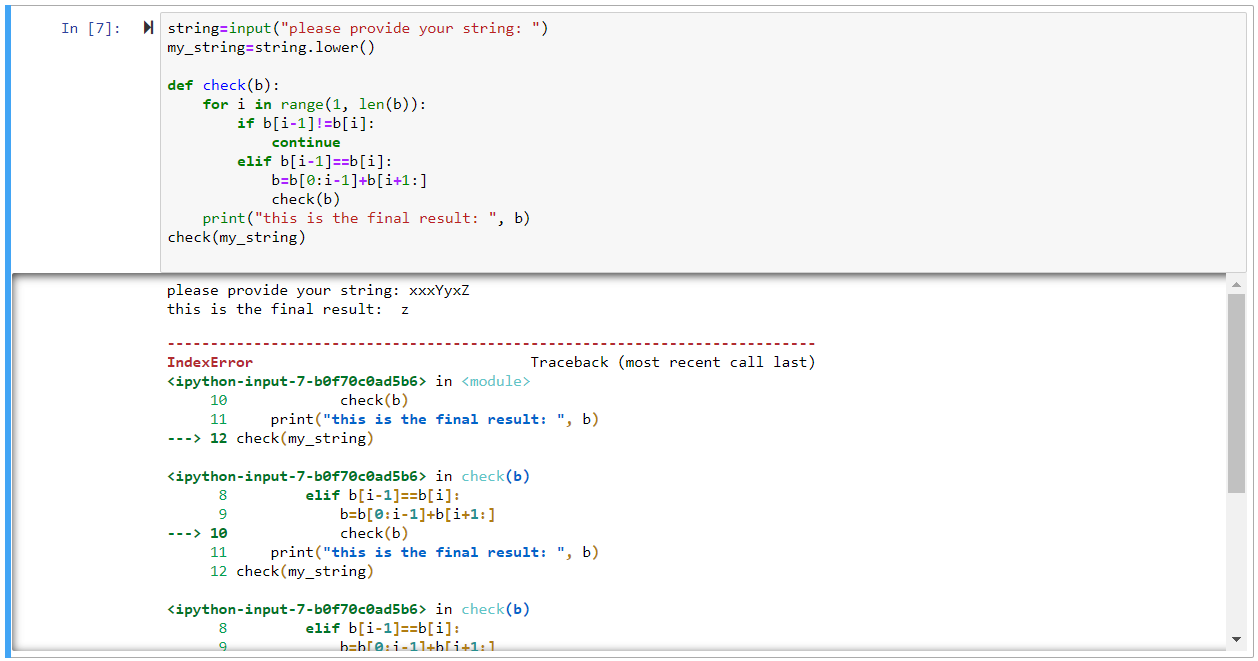 In [7]:
string=input("please provide your string: ")
my_string=string.lower()
def check(b):
    for i in range(1, len(b)):
        if b[i-1]!=b[i]:
            continue
        elif b[i-1]==b[i]:
            b=b[0:i-1]+b[i+1:]
            check(b)
    print("this is the final result: ", b)
check(my_string)
please provide your string: xxxYyxZ
this is the final result:  z
---------------------------------------------------------------------------
IndexError                                Traceback (most recent call last)
<ipython-input-7-b0f70c0ad5b6> in <module>
     10             check(b)
     11     print("this is the final result: ", b)
---> 12 check(my_string)
<ipython-input-7-b0f70c0ad5b6> in check(b)
      8         elif b[i-1]==b[i]:
      9             b=b[0:i-1]+b[i+1:]
---> 10             check(b)
     11     print("this is the final result: ", b)
     12 check(my_string)
<ipython-input-7-b0f70c0ad5b6> in check(b)
      8         elif b[i-1]==b[i]:
      9             b=b[0:i-1]+b[i+1:]